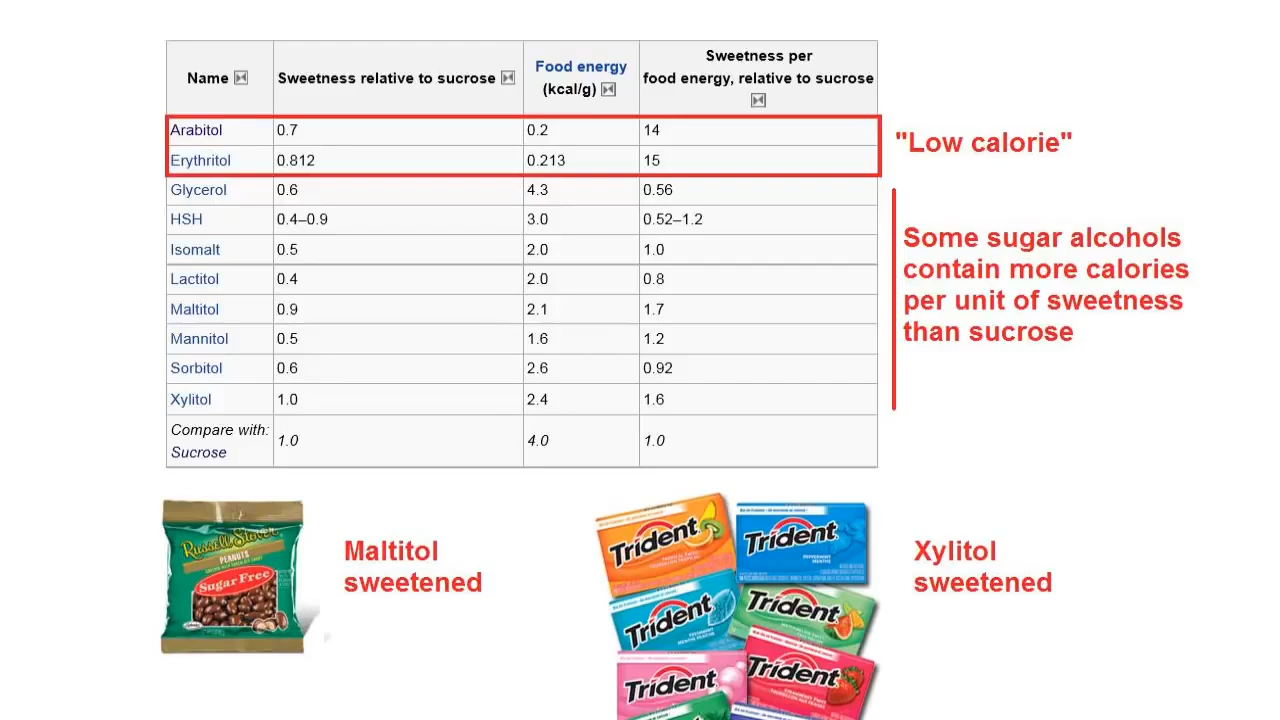 Name
Sweetness relative to sucrose
Food energy
(kcal/g)
Sweetness per
food energy, relative to sucrose
Arabitol 0.7 0.2 14
Erythritol 0.812 0.213 15
Glycerol 0.6 4.3 0.56
HSH 0.4–0.9 3.0 0.52–1.2
Isomalt 0.5 2.0 1.0
Lactitol 0.4 2.0 0.8
Maltitol 0.9 2.1 1.7
Mannitol 0.5 1.6 1.2
Sorbitol 0.6 2.6 0.92
Xylitol 1.0 2.4 1.6
Compare with:
Sucrose 1.0 4.0 1.0
"Low calorie"
Some sugar alcohols
contain more calories
per unit of sweetness
than sucrose
Russell Stover
PEANUTS
Sugar Free
Maltitol
sweetened
Trident
Trident
PEPPERMINT
MENTHE
Trident
Trident
Trident
Trident
Xylitol
sweetened